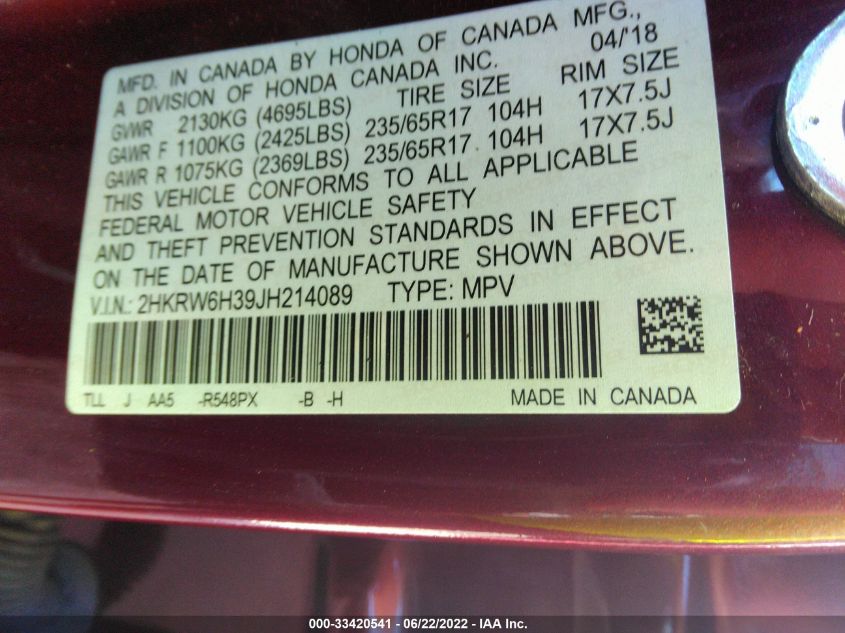 MFD. IN CANADA BY HONDA OF CANADA MFG.,
A DIVISION OF HONDA CANADA INC. 04/'18
GVWR 2130KG (4695LBS) TIRE SIZE RIM SIZE
GAWR F 1100KG (2425LBS) 235/65R17 104H 17X7.5J
GAWR R 1075KG (2369LBS) 235/65R17 104H 17X7.5J
THIS VEHICLE CONFORMS TO ALL APPLICABLE
FEDERAL MOTOR VEHICLE SAFETY
AND THEFT PREVENTION STANDARDS IN EFFECT
ON THE DATE OF MANUFACTURE SHOWN ABOVE.
V.I.N.: 2HKRW6H39JH214089 TYPE: MPV
TLL J AA5 -R548PX -B -H MADE IN CANADA
000-33420541 - 06/22/2022 - IAA Inc.